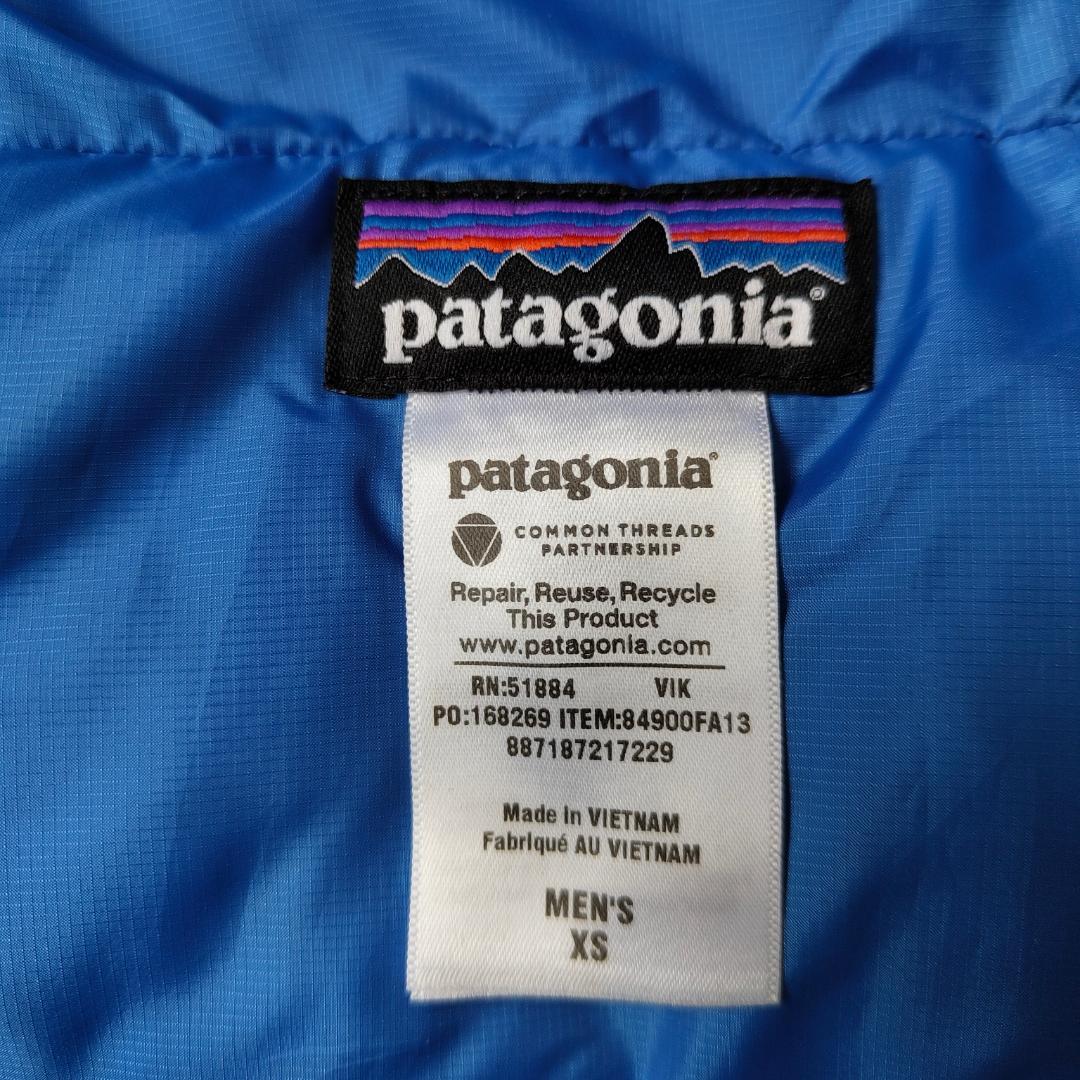 patagonia®
patagonia®
COMMON THREADS
PARTNERSHIP
Repair, Reuse, Recycle
This Product
www.patagonia.com
RN:51884 VIK
PO:168269 ITEM:84900FA13
887187217229
Made in VIETNAM
Fabriqué AU VIETNAM
MEN'S
XS